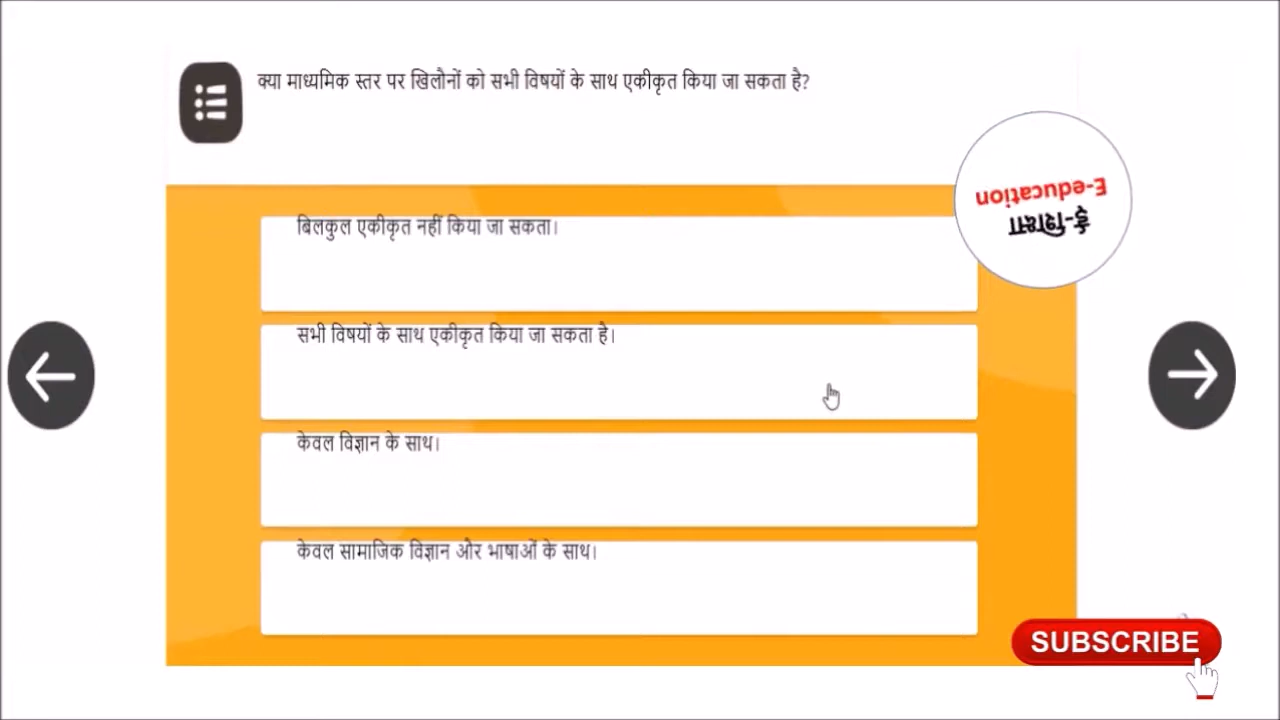 क्या माध्यमिक स्तर पर खिलौनों को सभी विषयों के साथ एकीकृत किया जा सकता है?
बिलकुल एकीकृत नहीं किया जा सकता।
सभी विषयों के साथ एकीकृत किया जा सकता है।
केवल विज्ञान के साथ।
केवल सामाजिक विज्ञान और भाषाओं के साथ।
ई-शिक्षा
E-education
SUBSCRIBE